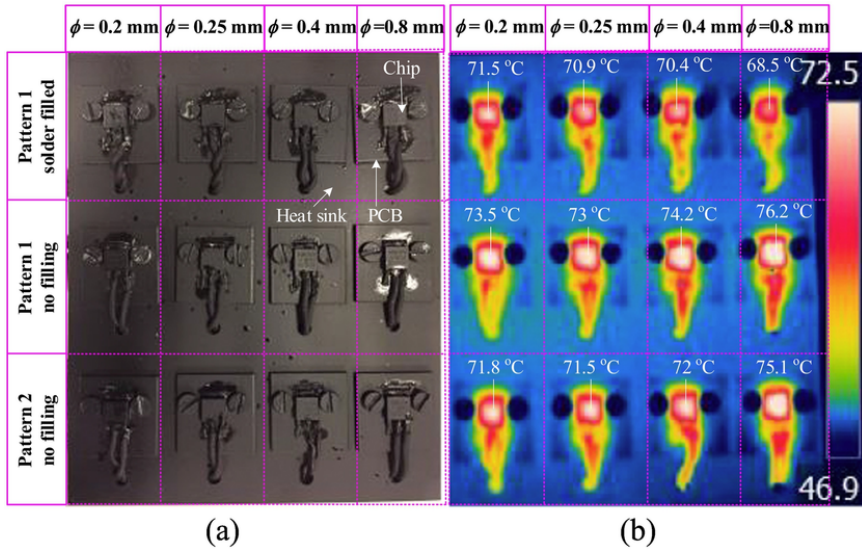 ϕ = 0.2 mm ϕ = 0.25 mm ϕ = 0.4 mm ϕ=0.8 mm ϕ = 0.2 mm ϕ = 0.25 mm ϕ = 0.4 mm ϕ=0.8 mm
Pattern 1
solder filled
Chip
Heat sink
PCB
71.5 °C 70.9 °C 70.4 °C 68.5 °C
72.5
Pattern 1
no filling
73.5 °C 73 °C 74.2 °C 76.2 °C
Pattern 2
no filling
71.8 °C 71.5 °C 72 °C 75.1 °C
46.9
(a) (b)